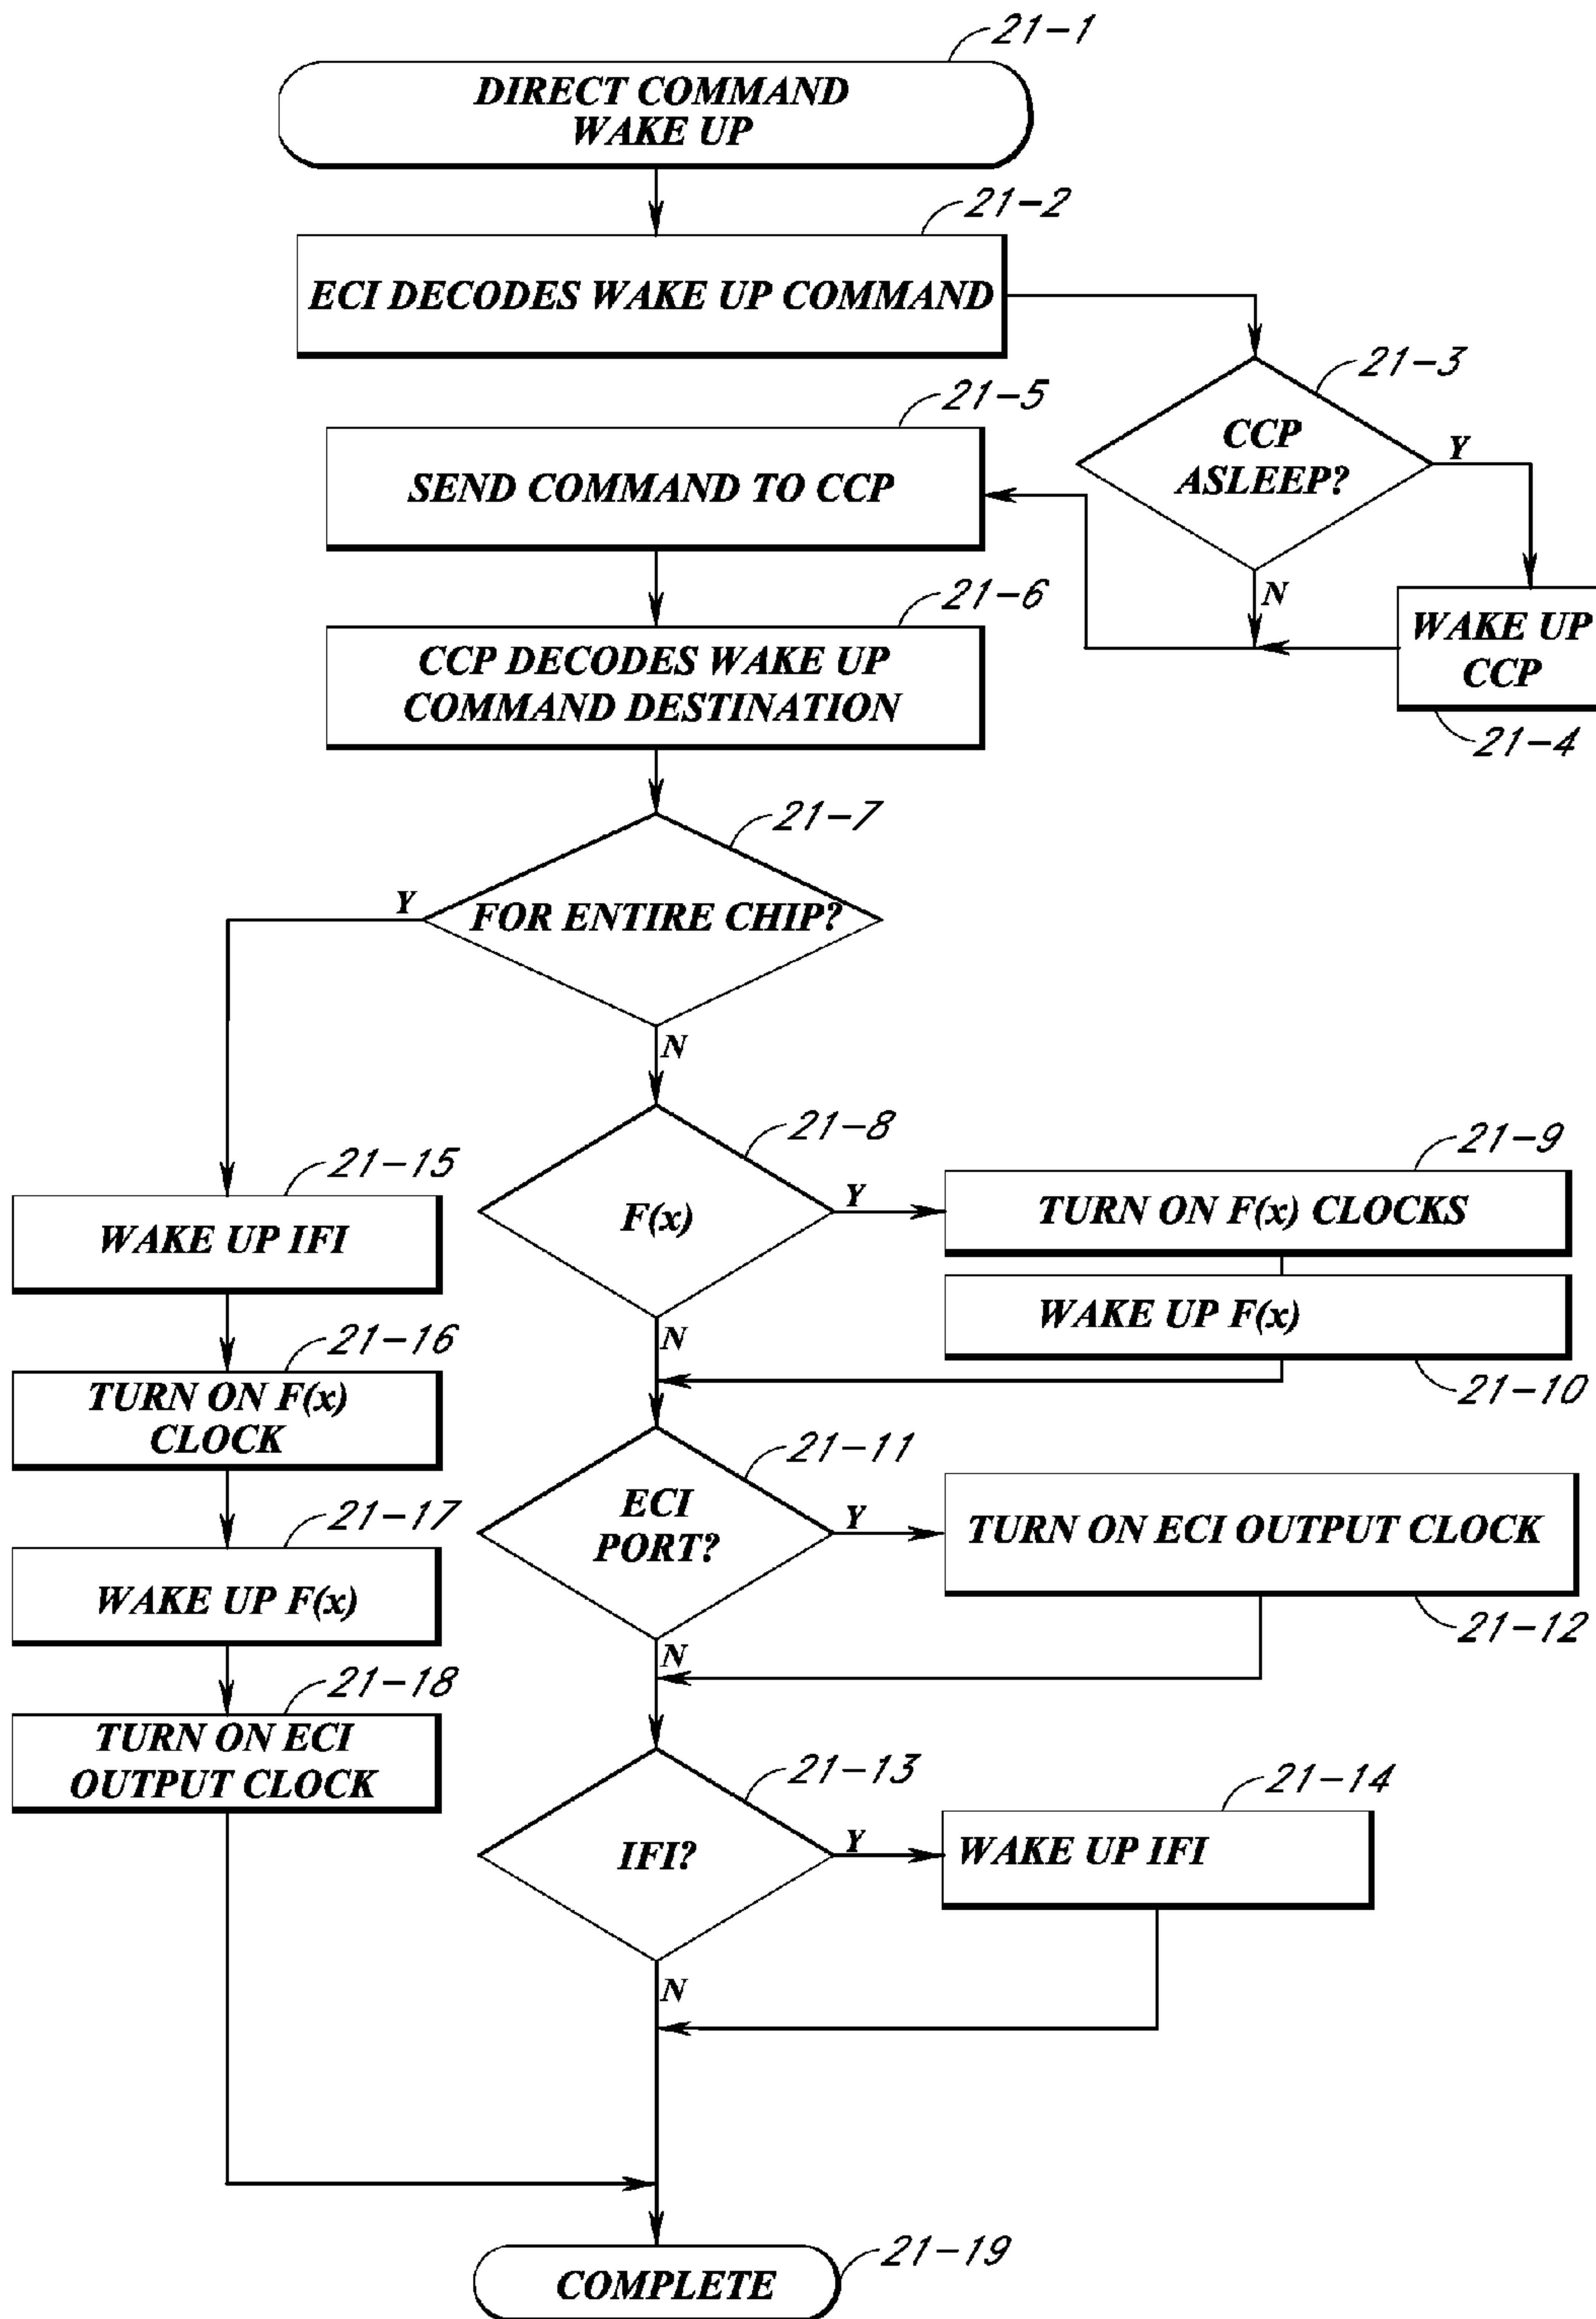 21-1
DIRECT COMMAND
WAKE UP
21-2
ECI DECODES WAKE UP COMMAND
21-3
CCP
ASLEEP?
Y
N
WAKE UP
CCP
21-4
21-5
SEND COMMAND TO CCP
21-6
CCP DECODES WAKE UP
COMMAND DESTINATION
21-7
FOR ENTIRE CHIP?
Y
N
21-8
F(x)
Y
N
21-9
TURN ON F(x) CLOCKS
WAKE UP F(x)
21-10
21-11
ECI
PORT?
Y
N
TURN ON ECI OUTPUT CLOCK
21-12
21-13
IFI?
Y
N
21-14
WAKE UP IFI
21-15
WAKE UP IFI
21-16
TURN ON F(x)
CLOCK
21-17
WAKE UP F(x)
21-18
TURN ON ECI
OUTPUT CLOCK
21-19
COMPLETE